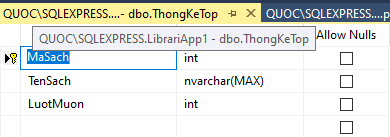 QUOC\SQLEXPRESS....- dbo.ThongKeTop
QUOC\SQLEXPRESS....p
QUOC\SQLEXPRESS.LibrariApp1 - dbo.ThongKeTop
Allow Nulls
MaSach int
TenSach nvarchar(MAX)
LuotMuon int